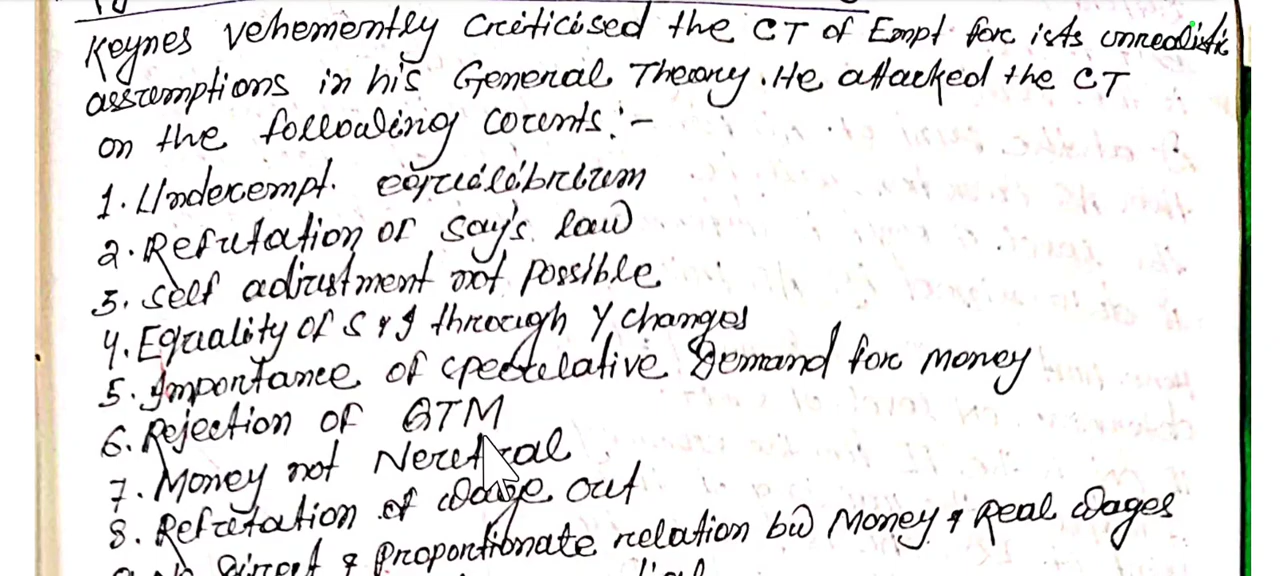 Keynes vehemently criticised the CT of Empt for its unrealistic
assumptions in his General Theory. He attacked the CT
on the following counts:-
1. Underempt. equilibrium
2. Refutation of Say's law
3. Self adjustment not possible
4. Equality of S & I through Y changes
5. Importance of speculative Demand for money
6. Rejection of QTM
7. Money not Neutral
8. Refutation of wage cut
9. No Direct & proportionate relation bw Money & Real wages